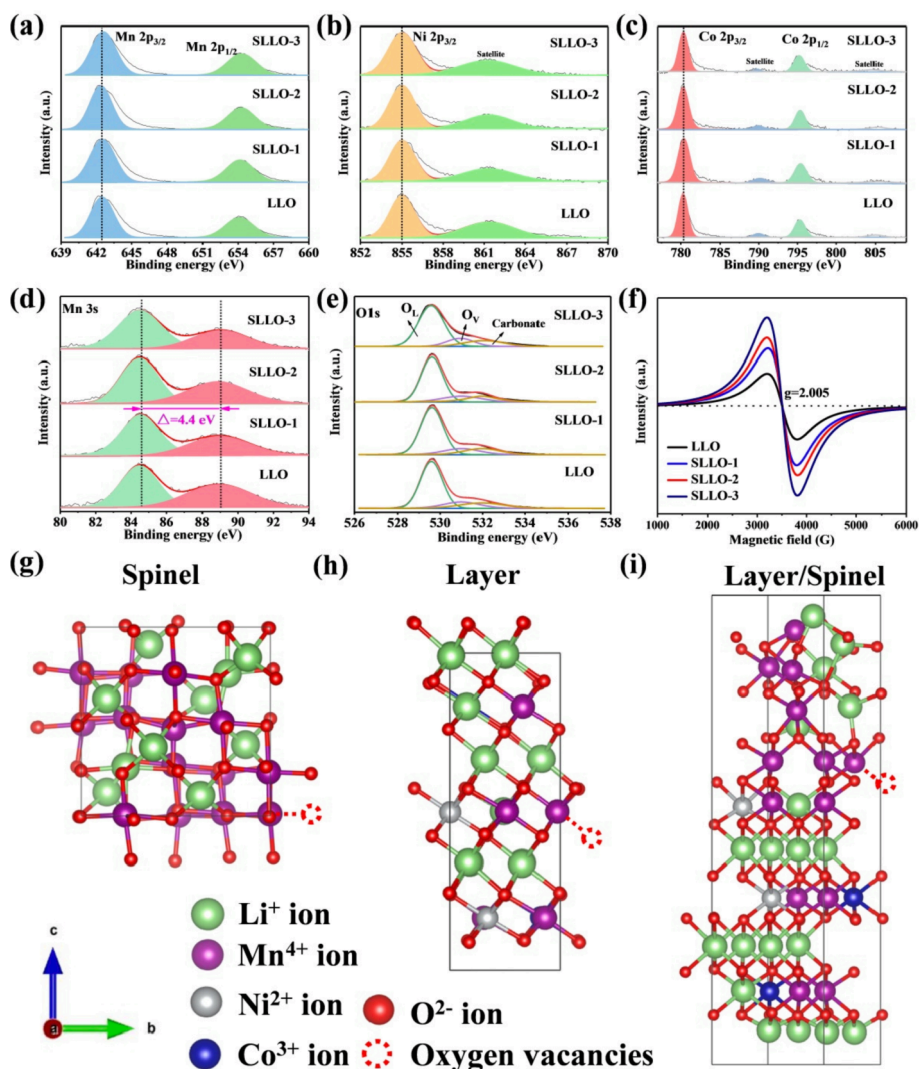 (a)
Mn 2p3/2
Mn 2p1/2
SLLO-3
SLLO-2
SLLO-1
LLO
Intensity (a.u.)
639 642 645 648 651 654 657 660
Binding energy (eV)
(b)
Ni 2p3/2
SLLO-3
Satellite
SLLO-2
SLLO-1
LLO
Intensity (a.u.)
852 855 858 861 864 867 870
Binding energy (eV)
(c)
Co 2p3/2
Co 2p1/2
SLLO-3
Satellite
Satellite
SLLO-2
SLLO-1
LLO
Intensity (a.u.)
780 790 800
Binding energy (eV)
(d)
Mn 3s
SLLO-3
SLLO-2
△=4.4 eV
SLLO-1
LLO
Intensity (a.u.)
80 82 84 86 88 90 92 94
Binding energy (eV)
(e)
O1s
OL
OV
Carbonate
SLLO-3
SLLO-2
SLLO-1
LLO
Intensity (a.u.)
526 528 530 532 534 536 538
Binding energy (eV)
(f)
g=2.005
LLO
SLLO-1
SLLO-2
SLLO-3
Intensity (a.u.)
1000 2000 3000 4000 5000 6000
Magnetic field (G)
(g)
Spinel
(h)
Layer
(i)
Layer/Spinel
c
a
b
Li⁺ ion
Mn⁴⁺ ion
Ni²⁺ ion
Co³⁺ ion
O²⁻ ion
Oxygen vacancies